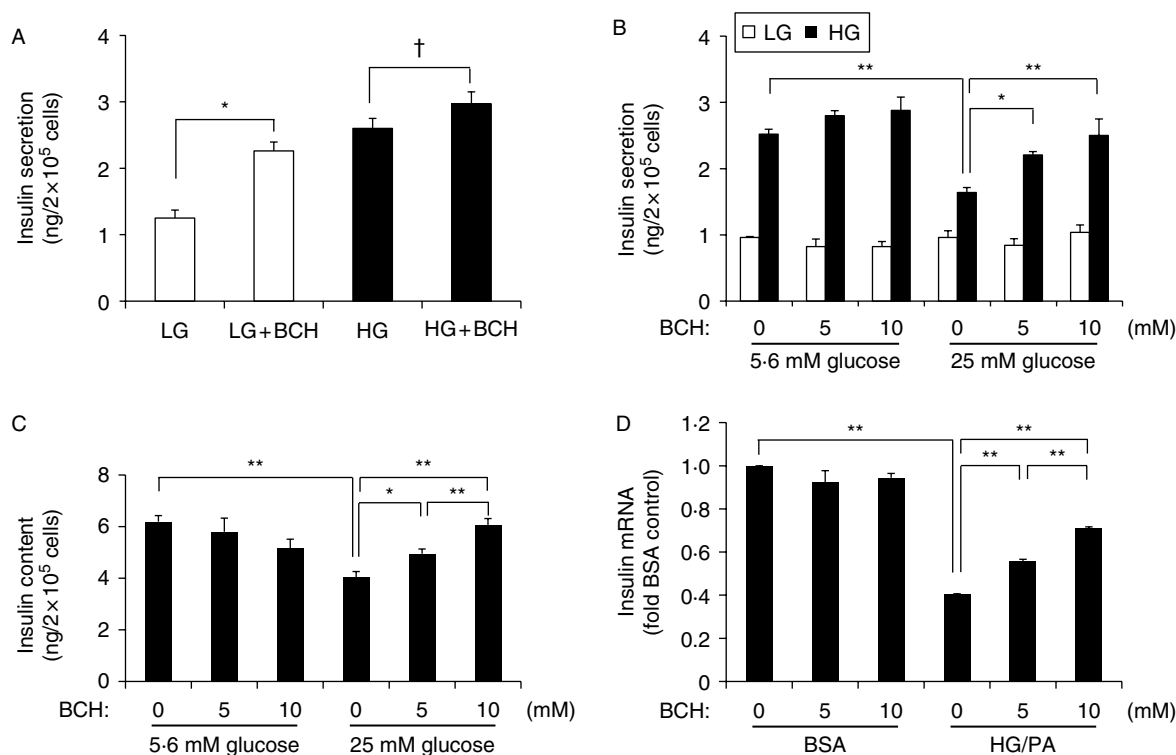 A
Insulin secretion
(ng/2×10⁵ cells)
4
3
2
1
0
*
†
LG
LG+BCH
HG
HG+BCH
B
LG
HG
Insulin secretion
(ng/2×10⁵ cells)
4
3
2
1
0
**
**
*
BCH:
0
5
10
0
5
10
(mM)
5·6 mM glucose
25 mM glucose
C
Insulin content
(ng/2×10⁵ cells)
8
6
4
2
0
**
**
*
**
BCH:
0
5
10
0
5
10
(mM)
5·6 mM glucose
25 mM glucose
D
Insulin mRNA
(fold BSA control)
1·2
1·0
0·8
0·6
0·4
0·2
0
**
**
**
**
BCH:
0
5
10
0
5
10
(mM)
BSA
HG/PA